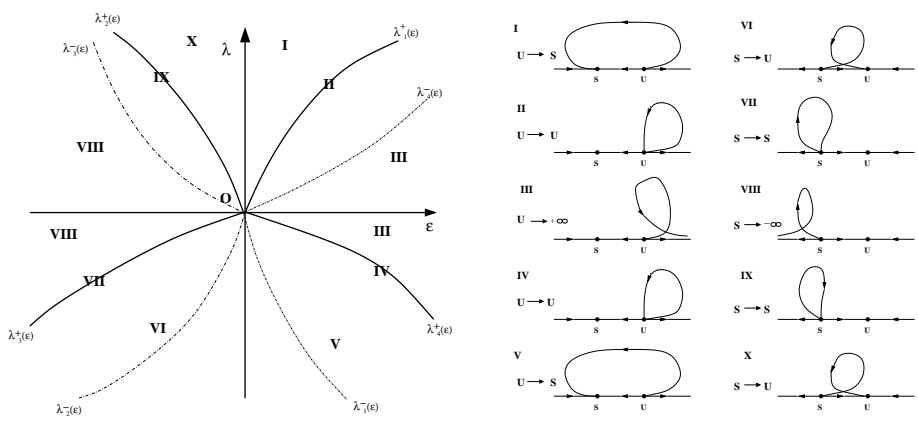 λ₂⁺(ε)
X
λ
I
λ₁⁺(ε)
λ₃⁻(ε)
IX
II
λ₄⁻(ε)
VIII
III
O
ε
VIII
III
VII
IV
λ₃⁺(ε)
VI
V
λ₄⁺(ε)
λ₂⁻(ε)
λ₁⁻(ε)
I
U → S
S U
II
U → U
S U
III
U → +∞
S U
IV
U → U
S U
V
U → S
S U
VI
S → U
S U
VII
S → S
S U
VIII
S → −∞
S U
IX
S → S
S U
X
S → U
S U